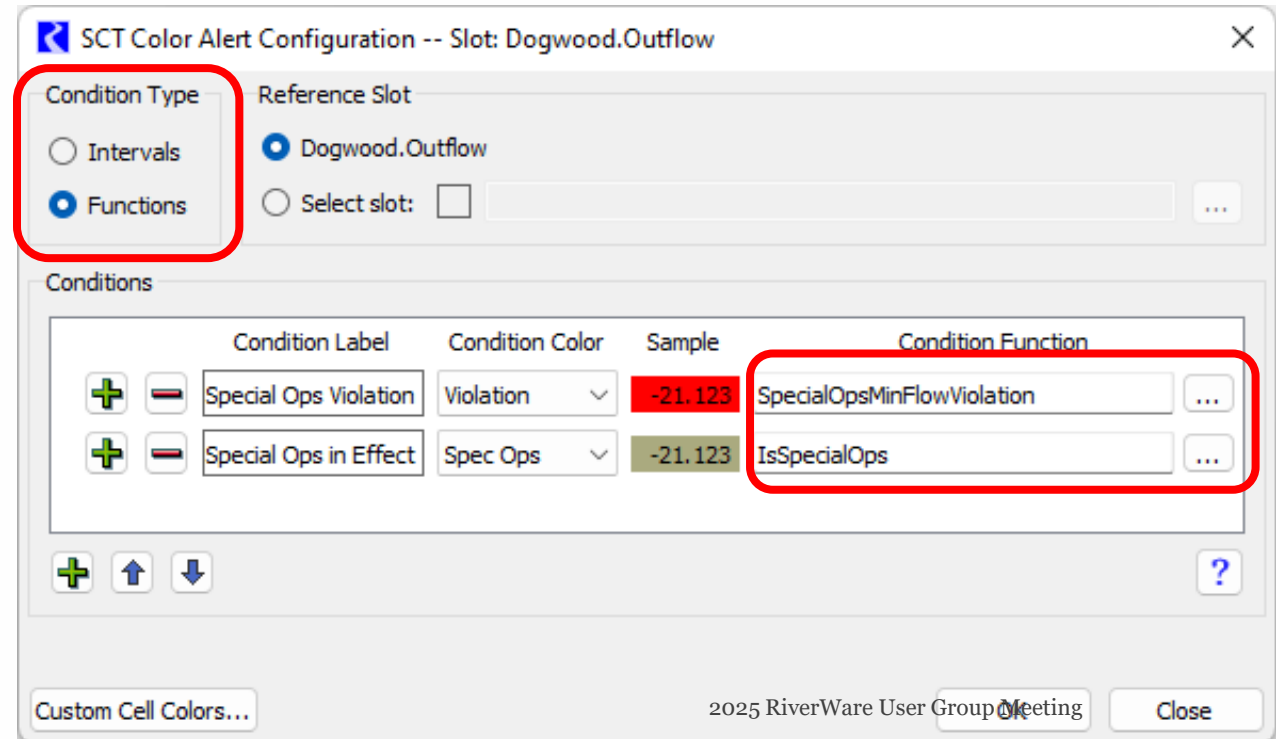 SCT Color Alert Configuration -- Slot: Dogwood.Outflow
Condition Type
Reference Slot
Intervals
Dogwood.Outflow
Functions
Select slot:
...
Conditions
Condition Label Condition Color Sample Condition Function
Special Ops Violation Violation -21.123 SpecialOpsMinFlowViolation ...
Special Ops in Effect Spec Ops -21.123 IsSpecialOps ...
?
Custom Cell Colors... 2025 RiverWare User Group Meeting OK Close